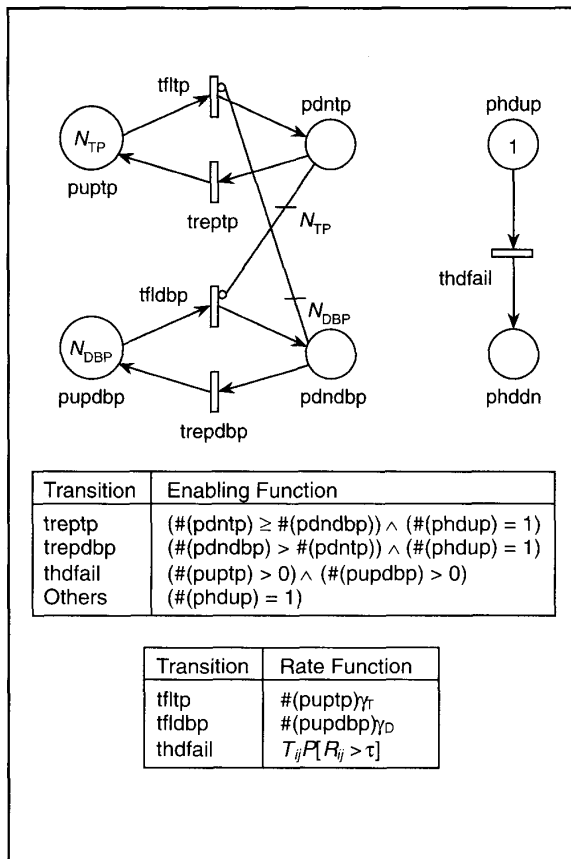 tfltp
pdntp
phdup
N_TP
1
puptp
treptp
N_TP
thdfail
tfldbp
N_DBP
N_DBP
pupdbp
pdndbp
phddn
trepdbp
Transition Enabling Function
treptp (#(pdntp) ≥ #(pdndbp)) ∧ (#(phdup) = 1)
trepdbp (#(pdndbp) > #(pdntp)) ∧ (#(phdup) = 1)
thdfail (#(puptp) > 0) ∧ (#(pupdbp) > 0)
Others (#(phdup) = 1)
Transition Rate Function
tfltp #(puptp)γ_T
tfldbp #(pupdbp)γ_D
thdfail T_ij P[R_ij > τ]